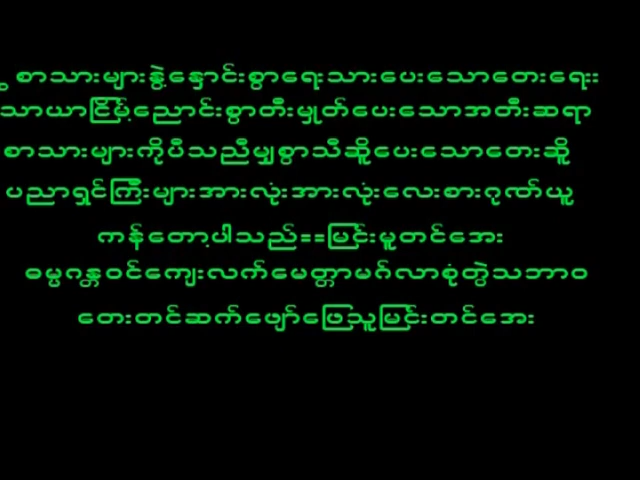 စာသားများနွဲ့နှောင်းစွာရေးသားပေးသောတေးရေး
သာယာငြိမ့်ညောင်းစွာတီးမှုတ်ပေးသောအတီးဆရာ
စာသားများကိုပီသညီမျှစွာသီဆိုပေးသောတေးဆို
ပညာရှင်ကြီးများအားလုံးအားလုံးလေးစားဂုဏ်ယူ
ကန်တော့ပါသည်==မြင်းမူတင်အေး
ဓမ္မဂန္တဝင်ကျေးလက်မေတ္တာမဂ်လာစုံတွဲသဘာဝ
တေးတင်ဆက်ဖျော်ဖြေသူမြင်းတင်အေး